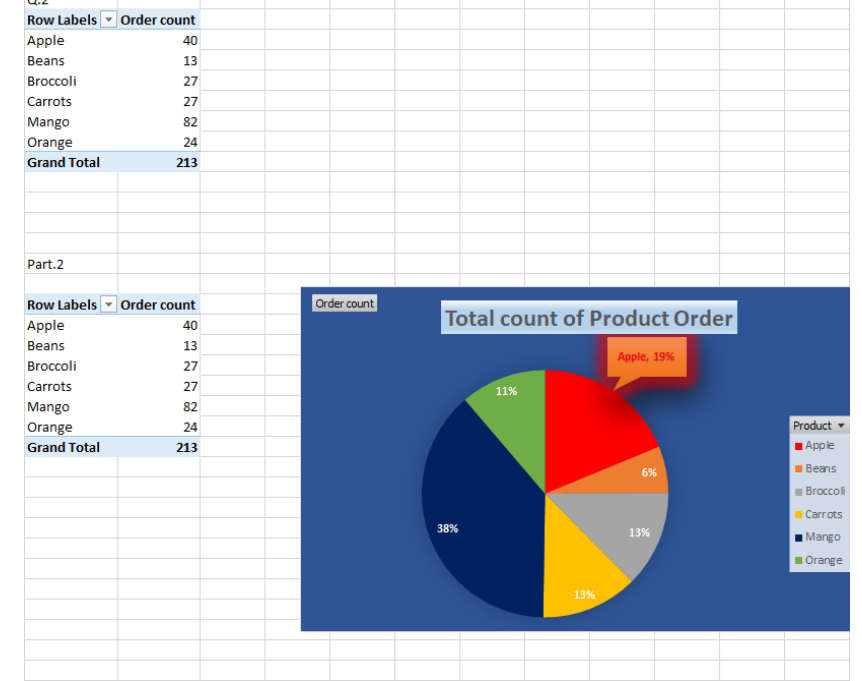 Q.2
Row Labels Order count
Apple 40
Beans 13
Broccoli 27
Carrots 27
Mango 82
Orange 24
Grand Total 213
Part.2
Row Labels Order count
Apple 40
Beans 13
Broccoli 27
Carrots 27
Mango 82
Orange 24
Grand Total 213
Order count
Total count of Product Order
Apple, 19%
11%
6%
38%
13%
13%
Product
Apple
Beans
Broccoli
Carrots
Mango
Orange